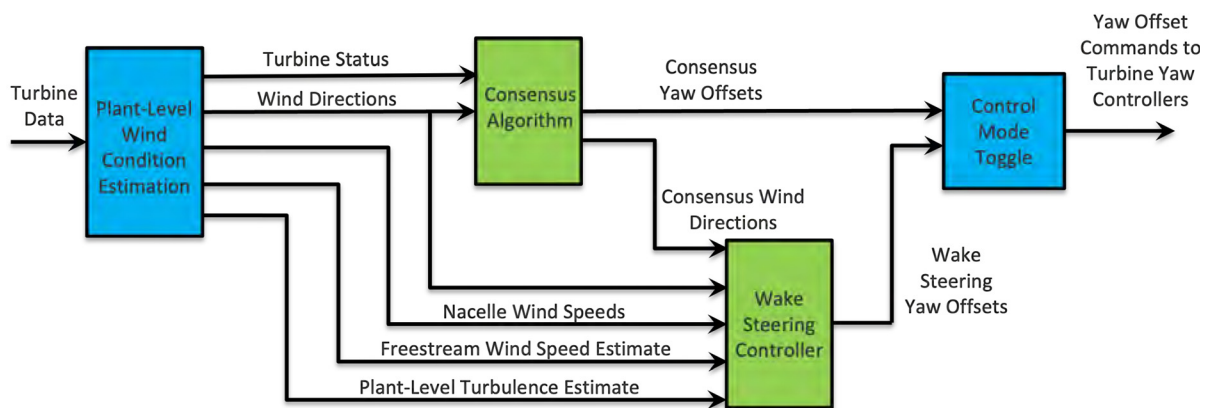 Turbine
Data
Plant-Level
Wind
Condition
Estimation
Turbine Status
Wind Directions
Consensus
Algorithm
Consensus
Yaw Offsets
Control
Mode
Toggle
Yaw Offset
Commands to
Turbine Yaw
Controllers
Consensus Wind
Directions
Nacelle Wind Speeds
Freestream Wind Speed Estimate
Plant-Level Turbulence Estimate
Wake
Steering
Controller
Wake
Steering
Yaw Offsets